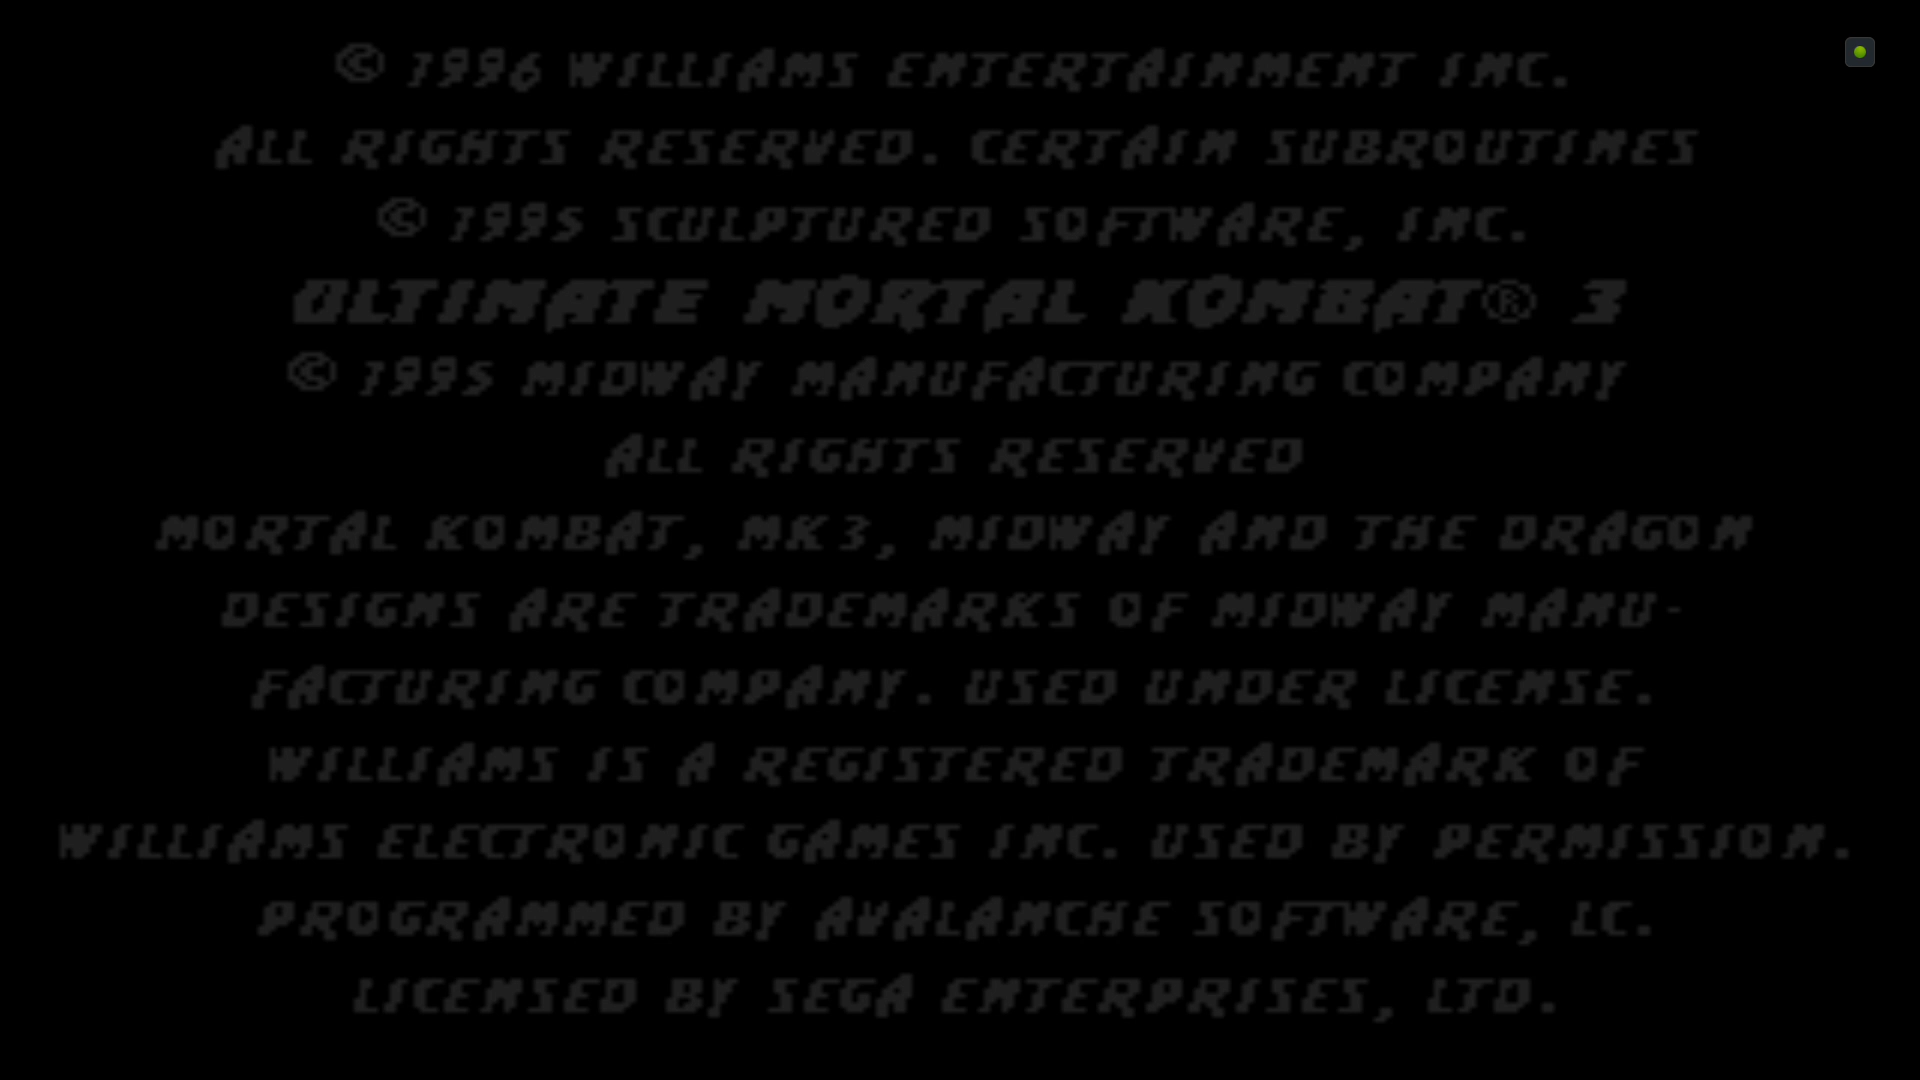 © 1996 WILLIAMS ENTERTAINMENT INC.
ALL RIGHTS RESERVED. CERTAIN SUBROUTINES
© 1995 SCULPTURED SOFTWARE, INC.
ULTIMATE MORTAL KOMBAT® 3
© 1995 MIDWAY MANUFACTURING COMPANY
ALL RIGHTS RESERVED
MORTAL KOMBAT, MK3, MIDWAY AND THE DRAGON
DESIGNS ARE TRADEMARKS OF MIDWAY MANU-
FACTURING COMPANY. USED UNDER LICENSE.
WILLIAMS IS A REGISTERED TRADEMARK OF
WILLIAMS ELECTRONIC GAMES INC. USED BY PERMISSION.
PROGRAMMED BY AVALANCHE SOFTWARE, LC.
LICENSED BY SEGA ENTERPRISES, LTD.